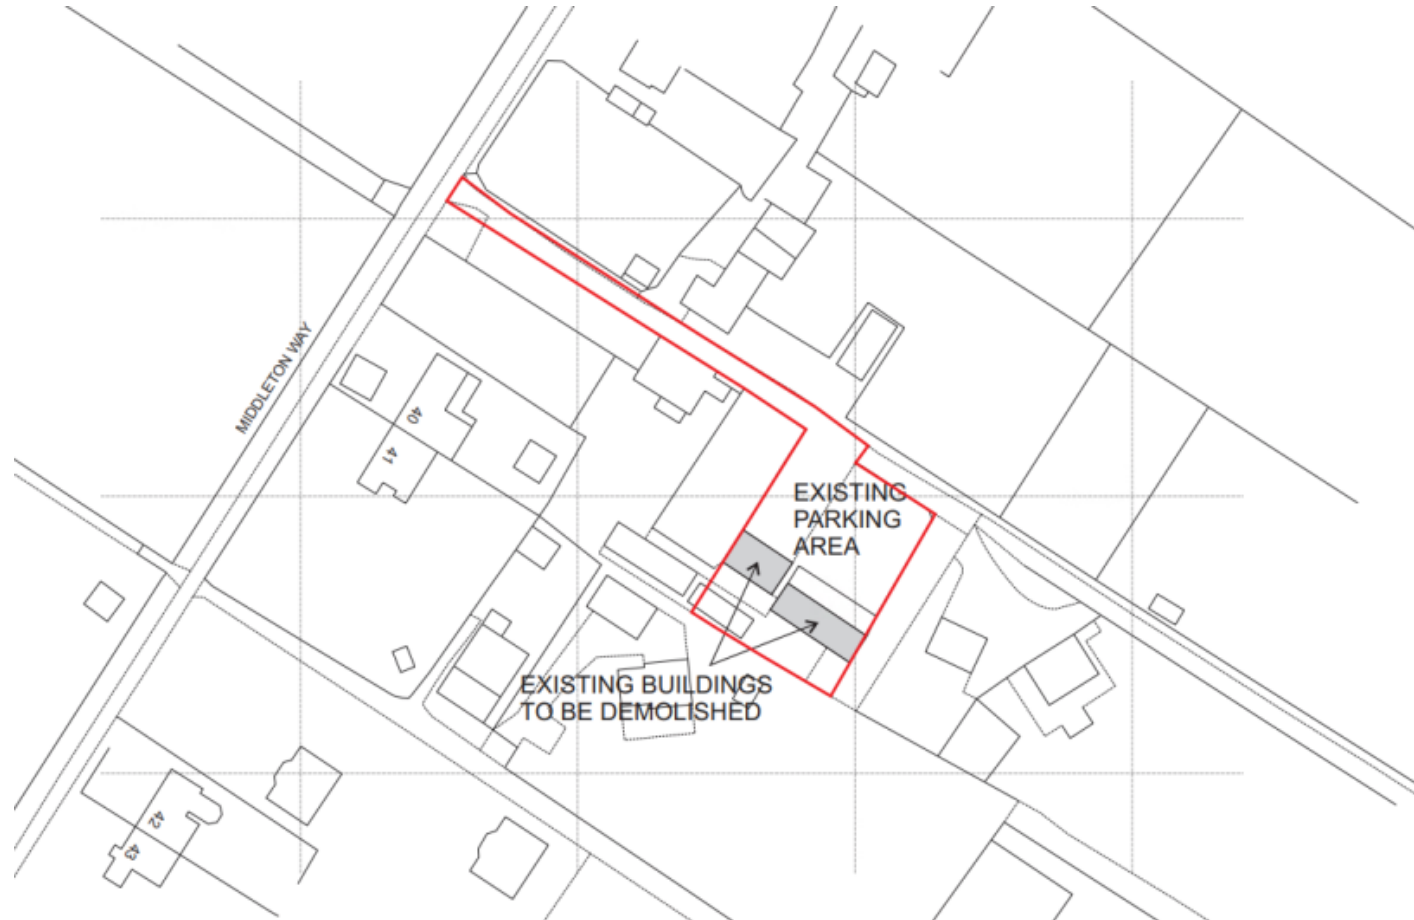 MIDDLETON WAY
40
41
EXISTING
PARKING
AREA
EXISTING BUILDINGS
TO BE DEMOLISHED
42
43